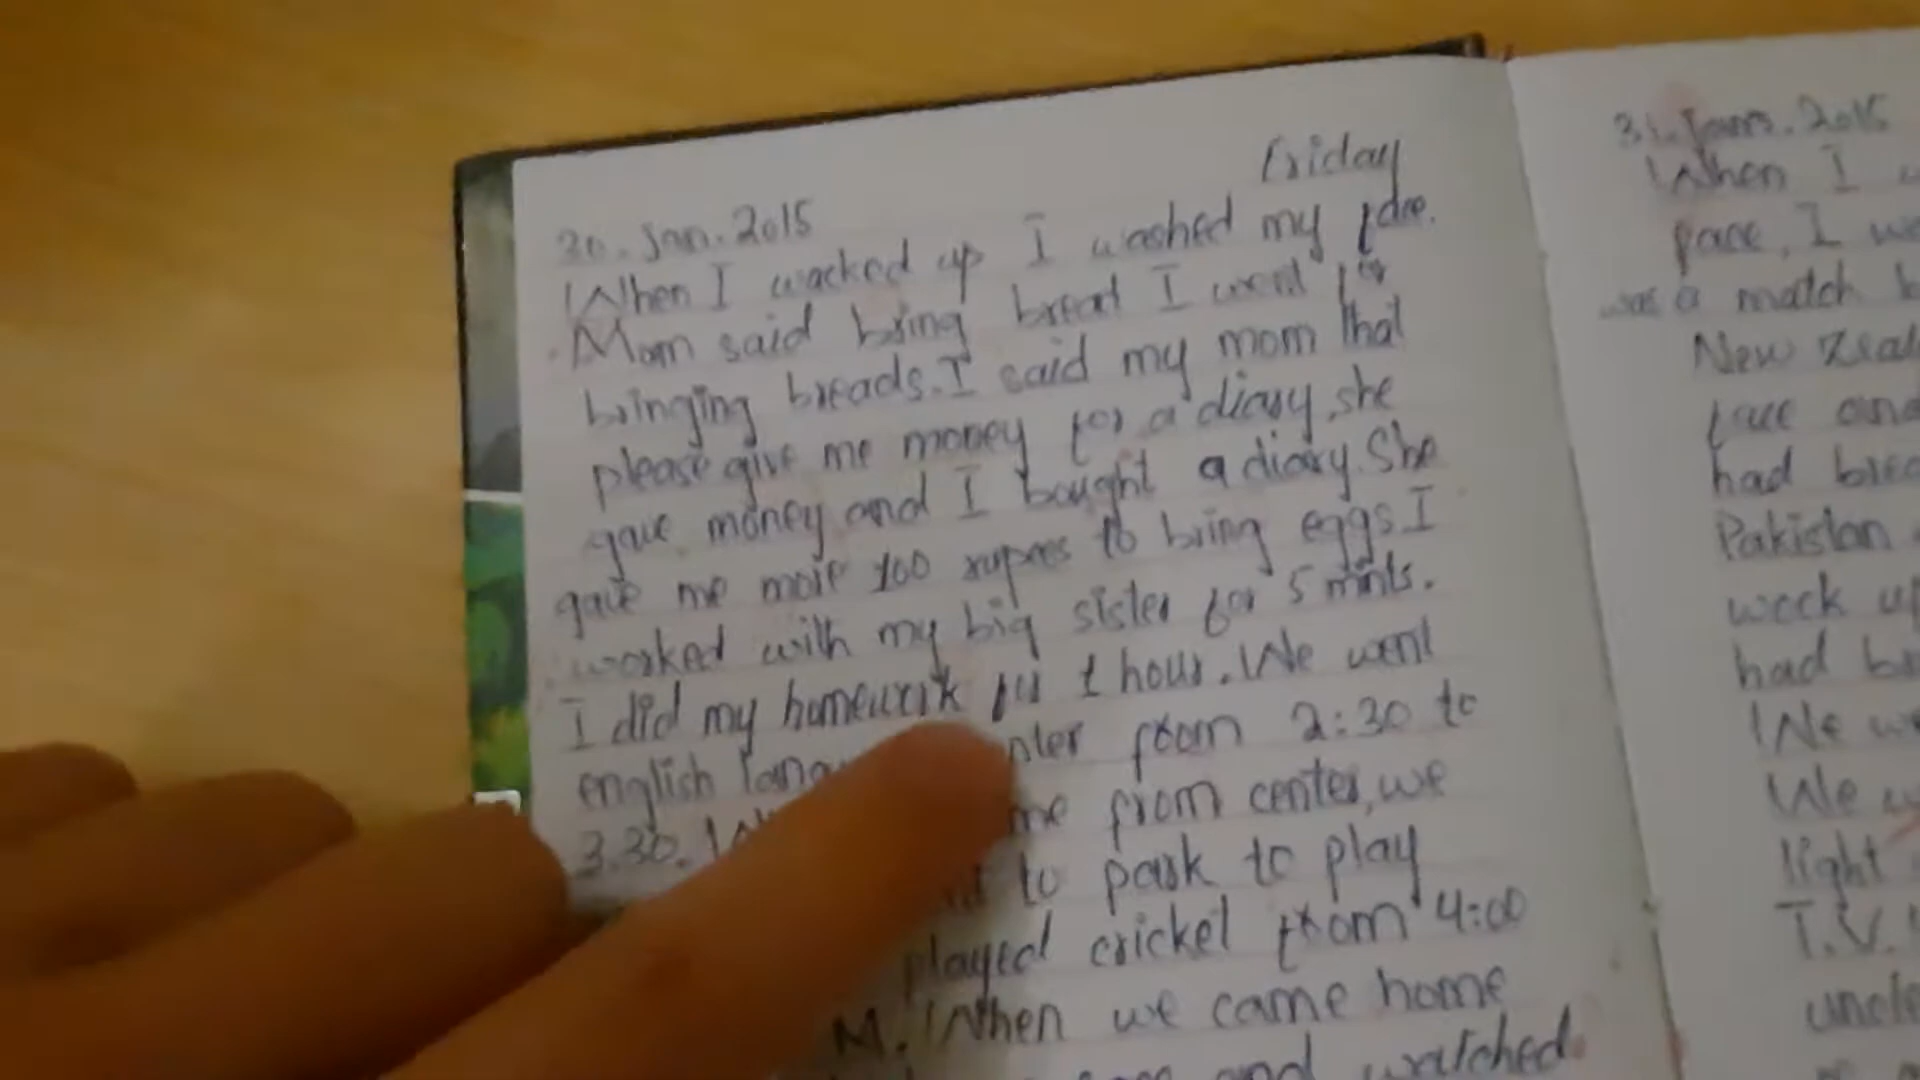 Friday
30. Jan. 2015
When I wacked up I washed my face.
Mom said bring bread I went for
bringing breads. I said my mom that
please give me money for a diary, she
gave money and I bought a diary. She
gave me more 100 rupees to bring eggs. I
worked with my big sister for 5 mints.
I did my homework for 1 hour. We went
english from 2:30 to
3.30. from center, we
to park to play
played cricket from 4:00
M. When we came home
and watched
31. Jan. 2015
When I
face, I
was a match
New
face and
had
Pakistan
week up
had
We
We
light
T.V.
uncle